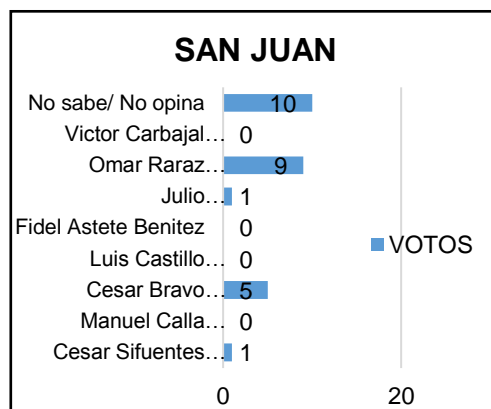 SAN JUAN
No sabe/ No opina 10
Victor Carbajal… 0
Omar Raraz… 9
Julio… 1
Fidel Astete Benitez 0
Luis Castillo… 0
Cesar Bravo… 5
Manuel Calla… 0
Cesar Sifuentes… 1
VOTOS
0 20